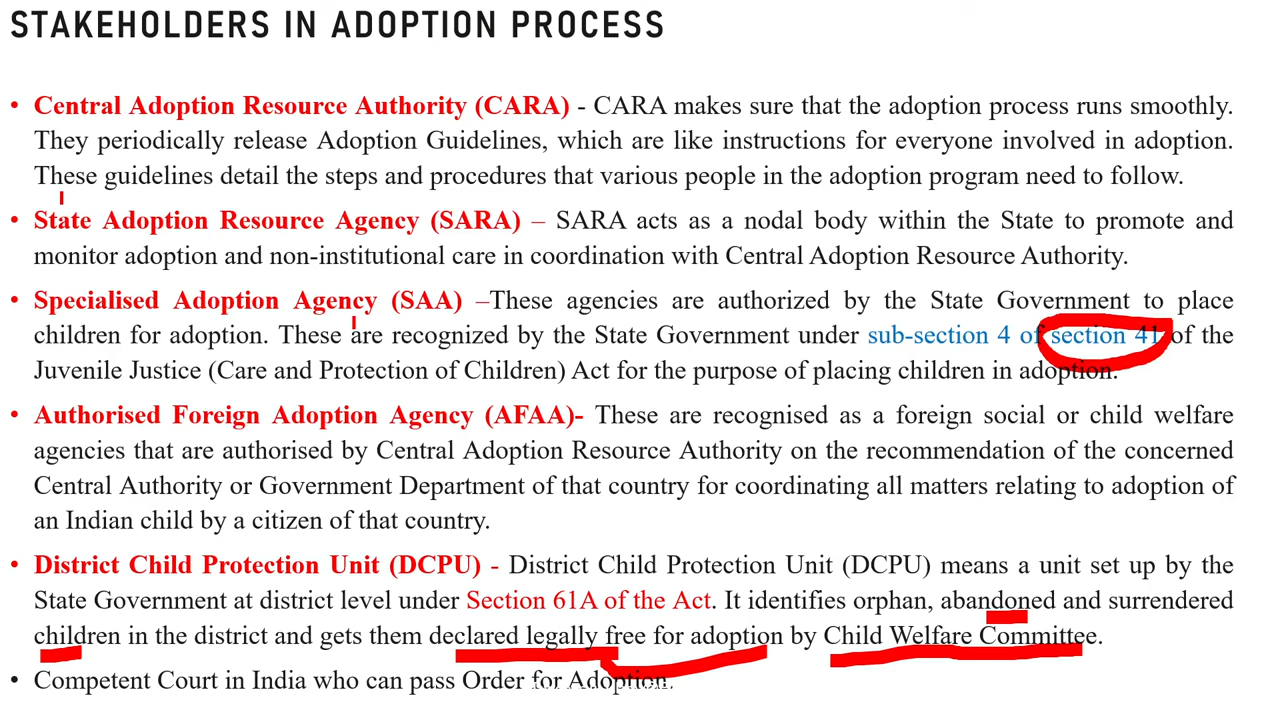 STAKEHOLDERS IN ADOPTION PROCESS
• Central Adoption Resource Authority (CARA) - CARA makes sure that the adoption process runs smoothly.
They periodically release Adoption Guidelines, which are like instructions for everyone involved in adoption.
These guidelines detail the steps and procedures that various people in the adoption program need to follow.
• State Adoption Resource Agency (SARA) – SARA acts as a nodal body within the State to promote and
monitor adoption and non-institutional care in coordination with Central Adoption Resource Authority.
• Specialised Adoption Agency (SAA) –These agencies are authorized by the State Government to place
children for adoption. These are recognized by the State Government under sub-section 4 of section 41 of the
Juvenile Justice (Care and Protection of Children) Act for the purpose of placing children in adoption.
• Authorised Foreign Adoption Agency (AFAA)- These are recognised as a foreign social or child welfare
agencies that are authorised by Central Adoption Resource Authority on the recommendation of the concerned
Central Authority or Government Department of that country for coordinating all matters relating to adoption of
an Indian child by a citizen of that country.
• District Child Protection Unit (DCPU) - District Child Protection Unit (DCPU) means a unit set up by the
State Government at district level under Section 61A of the Act. It identifies orphan, abandoned and surrendered
children in the district and gets them declared legally free for adoption by Child Welfare Committee.
• Competent Court in India who can pass Order for Adoption.